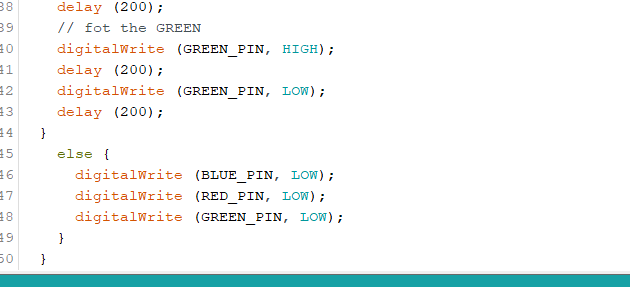 38 delay (200);
39 // fot the GREEN
40 digitalWrite (GREEN_PIN, HIGH);
41 delay (200);
42 digitalWrite (GREEN_PIN, LOW);
43 delay (200);
44 }
45 else {
46 digitalWrite (BLUE_PIN, LOW);
47 digitalWrite (RED_PIN, LOW);
48 digitalWrite (GREEN_PIN, LOW);
49 }
50 }